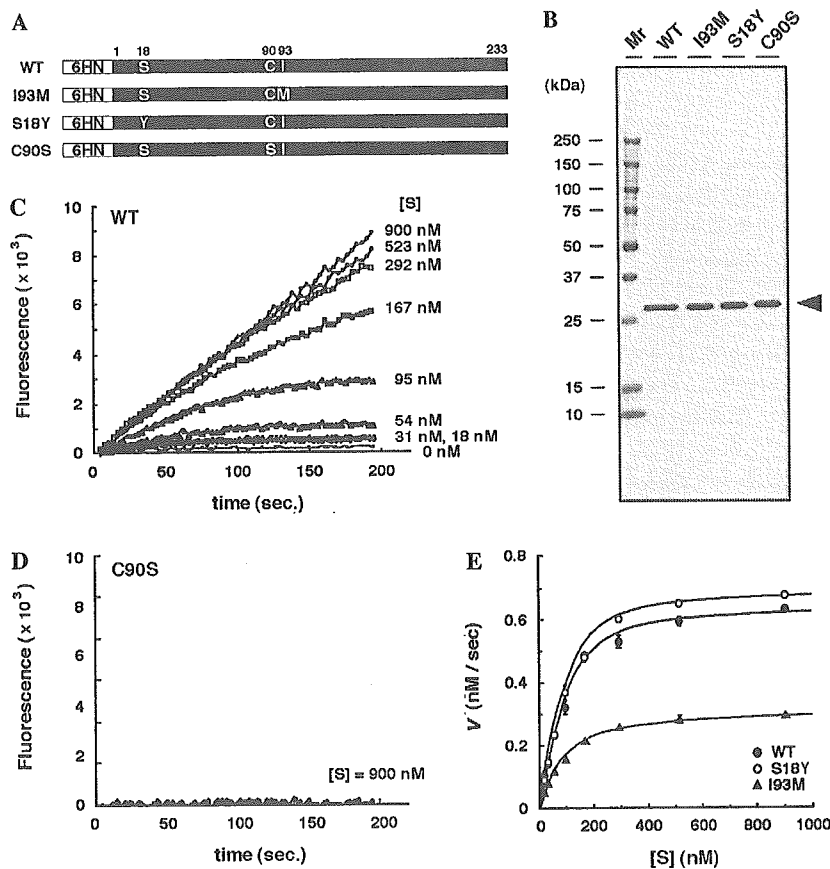 A
1 18 90 93 233
WT 6HN S C I
I93M 6HN S C M
S18Y 6HN Y C I
C90S 6HN S S I
B
Mr WT I93M S18Y C90S
(kDa)
250
150
100
75
50
37
25
15
10
C
WT
[S]
900 nM
523 nM
292 nM
167 nM
95 nM
54 nM
31 nM, 18 nM
0 nM
Fluorescence (× 10³)
10
8
6
4
2
0
0 50 100 150 200
time (sec.)
D
C90S
[S] = 900 nM
Fluorescence (× 10³)
10
8
6
4
2
0
0 50 100 150 200
time (sec.)
E
V (nM / sec)
0.8
0.6
0.4
0.2
0
WT
S18Y
I93M
0 200 400 600 800 1000
[S] (nM)